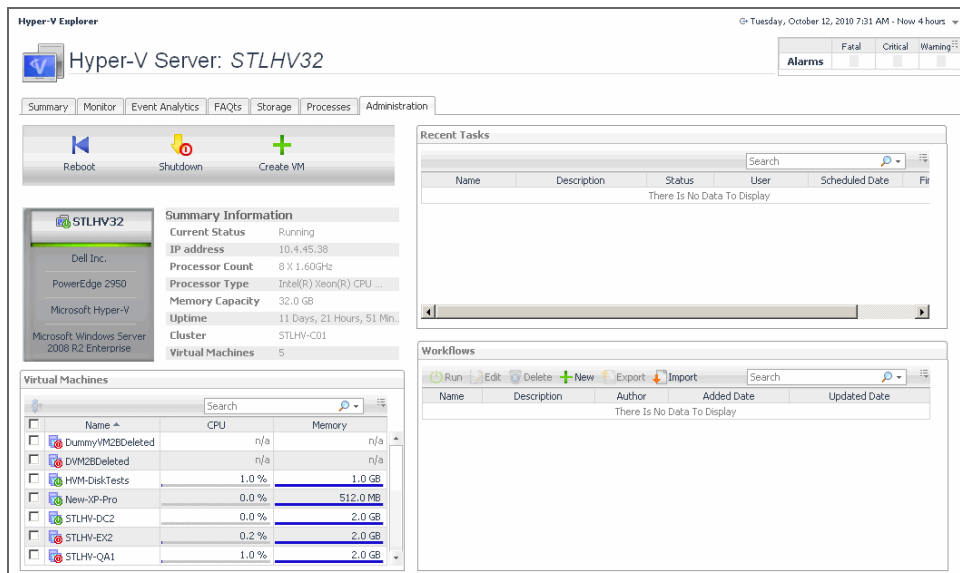 Hyper-V Explorer
Tuesday, October 12, 2010 7:31 AM - Now 4 hours
Hyper-V Server: STLHV32
Fatal Critical Warning
Alarms
Summary Monitor Event Analytics FAQts Storage Processes Administration
Reboot Shutdown Create VM
STLHV32
Dell Inc.
PowerEdge 2950
Microsoft Hyper-V
Microsoft Windows Server
2008 R2 Enterprise
Summary Information
Current Status Running
IP address 10.4.45.38
Processor Count 8 X 1.60GHz
Processor Type Intel(R) Xeon(R) CPU ...
Memory Capacity 32.0 GB
Uptime 11 Days, 21 Hours, 51 Min..
Cluster STLHV-C01
Virtual Machines 5
Virtual Machines
Search
Name CPU Memory
DummyVM2BDeleted n/a n/a
DVM2BDeleted n/a n/a
HVM-DiskTests 1.0 % 1.0 GB
New-XP-Pro 0.0 % 512.0 MB
STLHV-DC2 0.0 % 2.0 GB
STLHV-EX2 0.2 % 2.0 GB
STLHV-QA1 1.0 % 2.0 GB
Recent Tasks
Search
Name Description Status User Scheduled Date Fir
There Is No Data To Display
Workflows
Run Edit Delete New Export Import Search
Name Description Author Added Date Updated Date
There Is No Data To Display